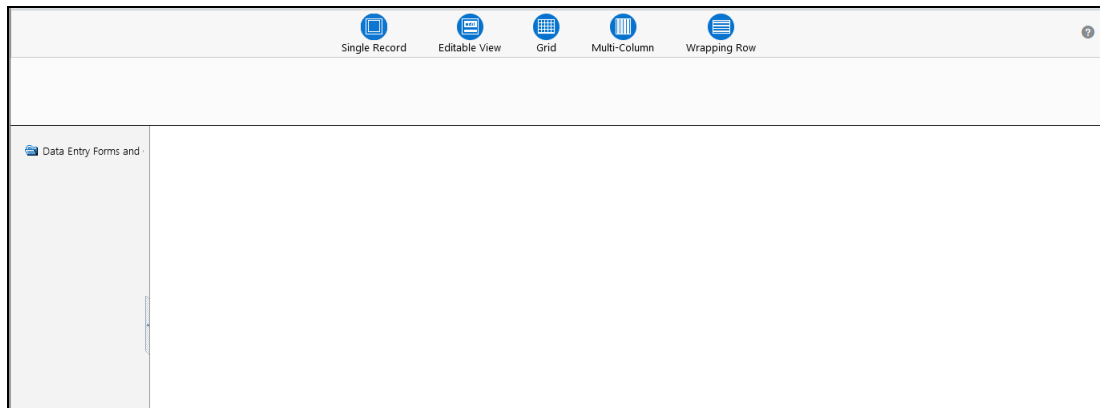 Single Record Editable View Grid Multi-Column Wrapping Row
Data Entry Forms and